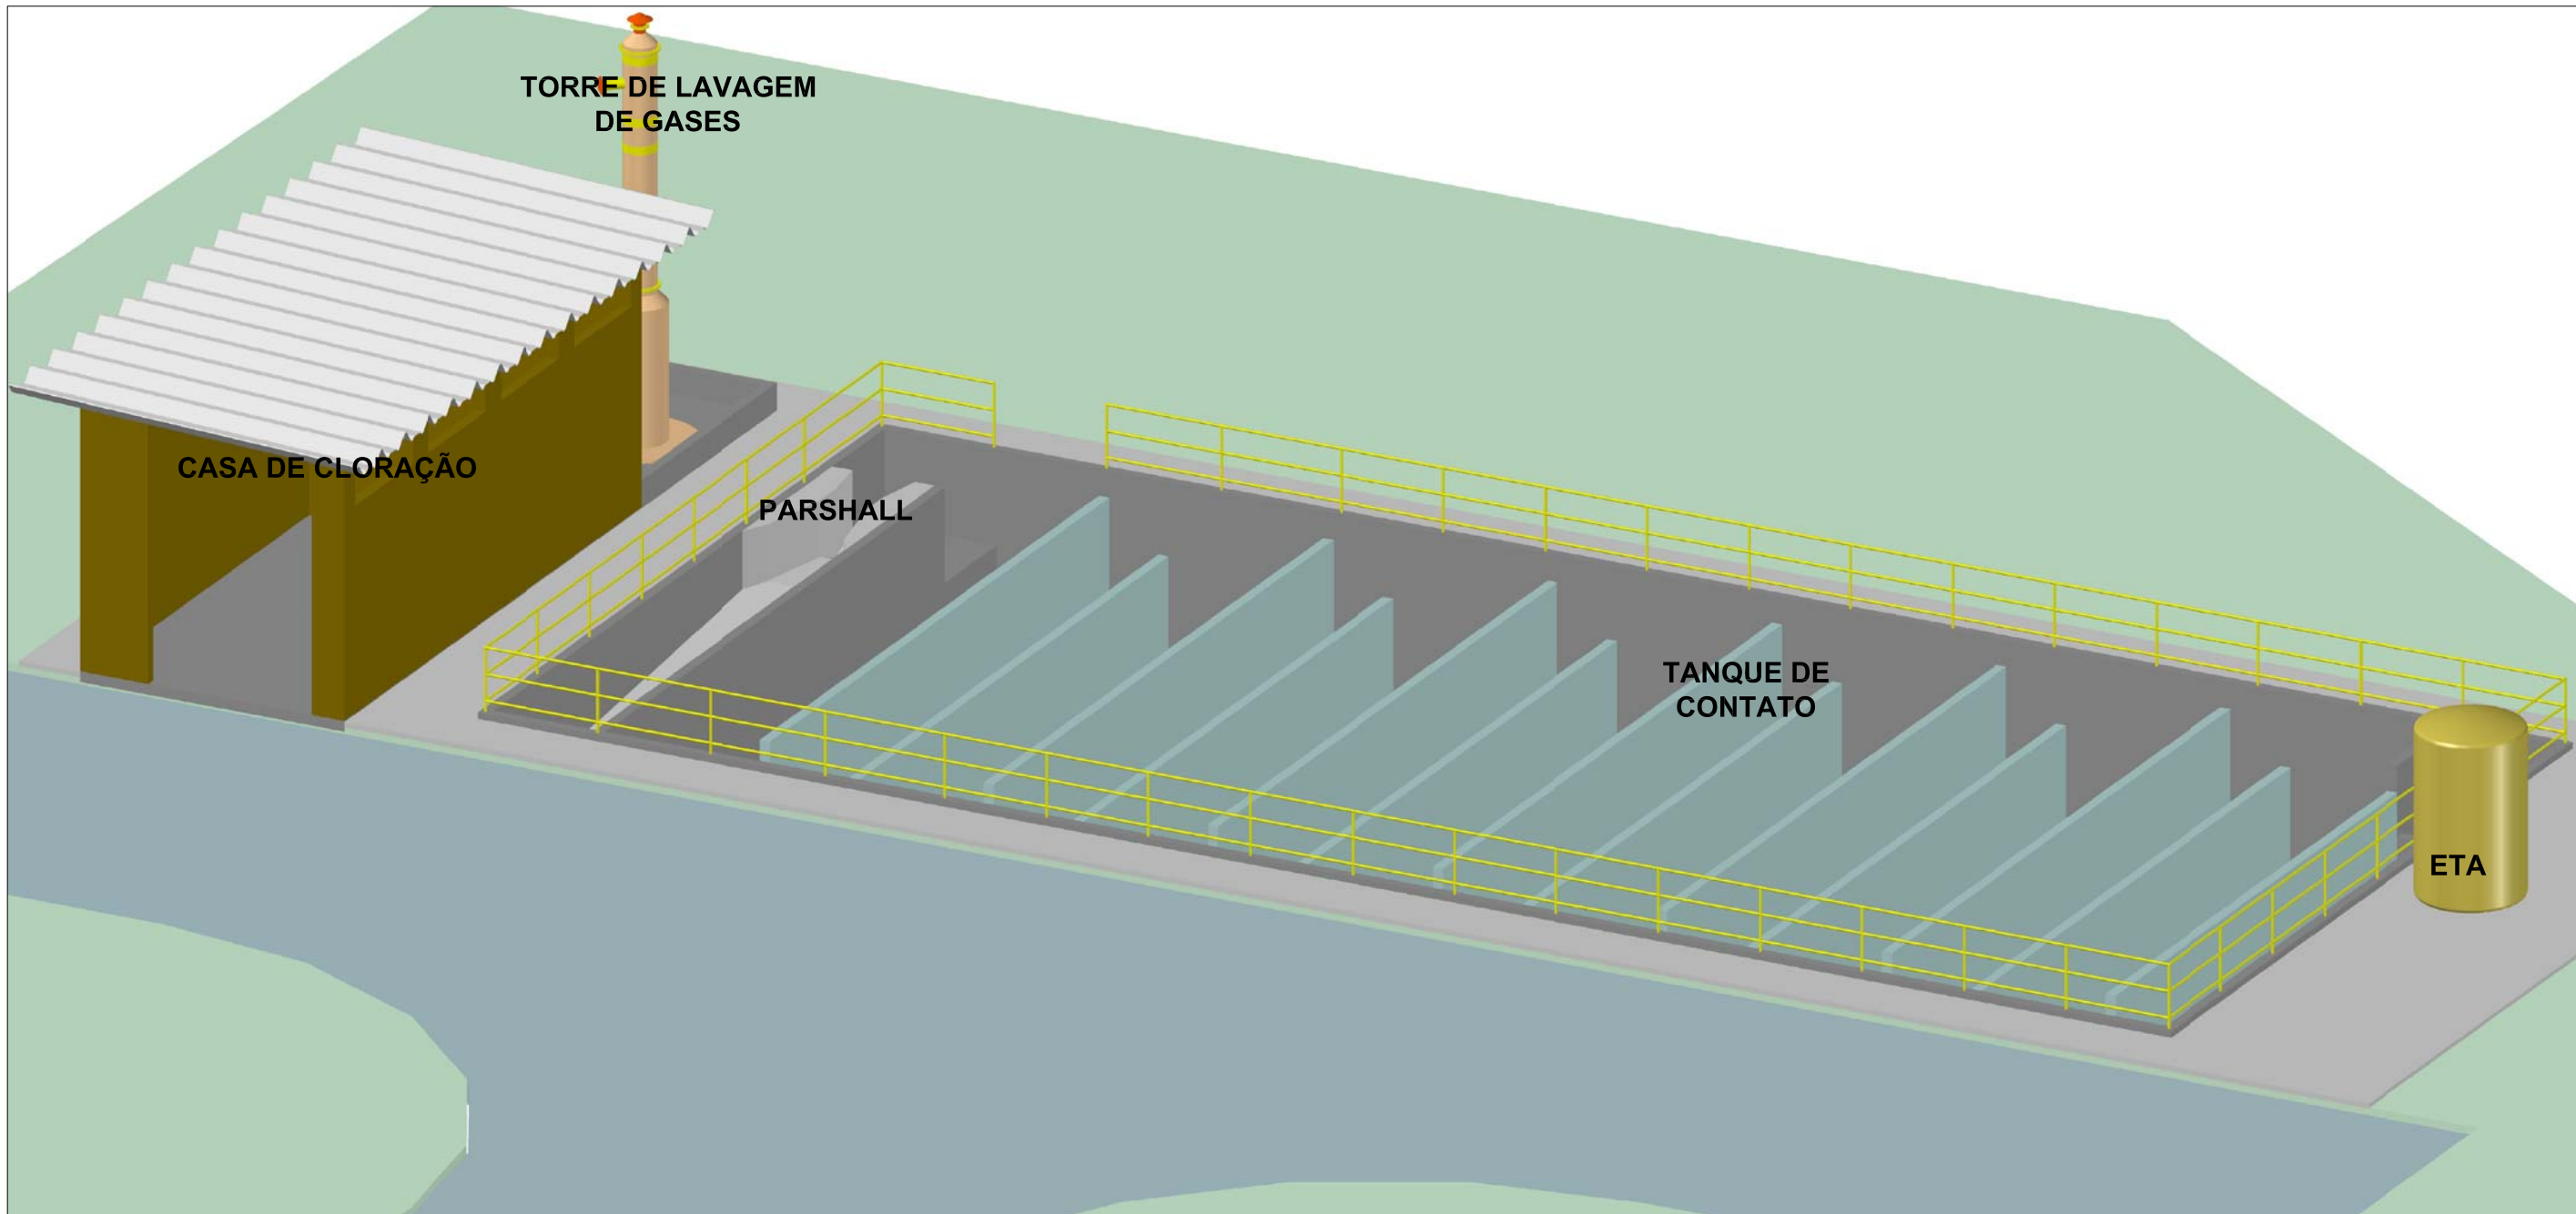 TORRE DE LAVAGEM
DE GASES
CASA DE CLORAÇÃO
PARSHALL
TANQUE DE
CONTATO
ETA